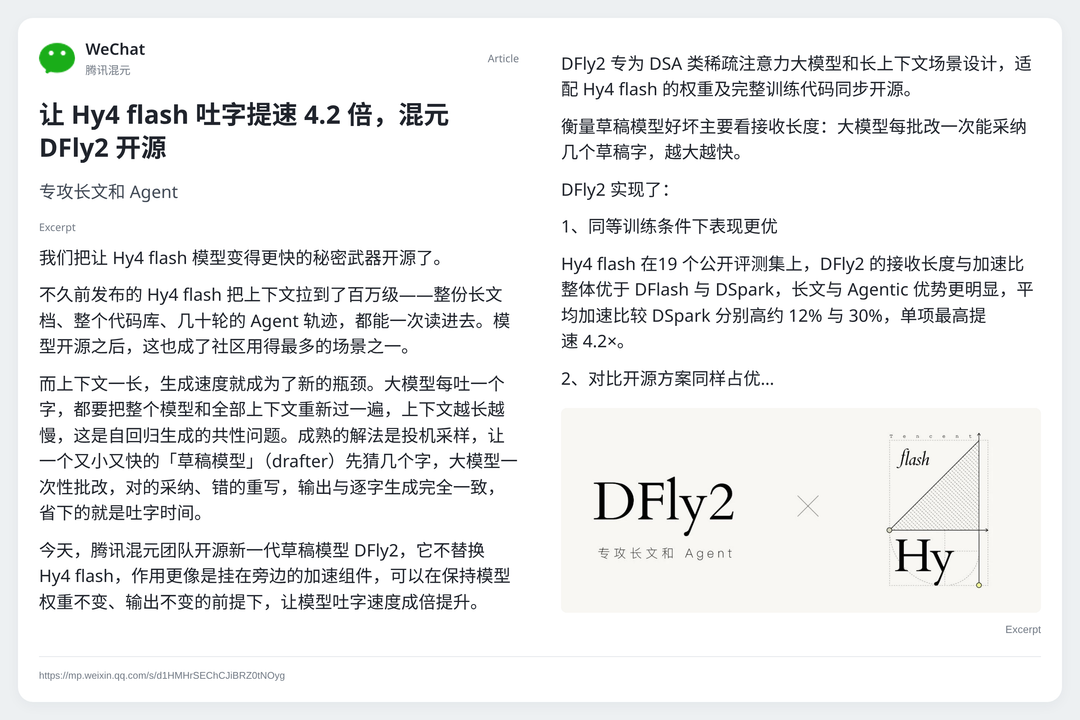 WeChat
腾讯混元
Article
让 Hy4 flash 吐字提速 4.2 倍，混元
DFly2 开源
专攻长文和 Agent
Excerpt
我们把让 Hy4 flash 模型变得更快的秘密武器开源了。
不久前发布的 Hy4 flash 把上下文拉到了百万级——整份长文
档、整个代码库、几十轮的 Agent 轨迹，都能一次读进去。模
型开源之后，这也成了社区用得最多的场景之一。
而上下文一长，生成速度就成为了新的瓶颈。大模型每吐一个
字，都要把整个模型和全部上下文重新过一遍，上下文越长越
慢，这是自回归生成的共性问题。成熟的解法是投机采样，让
一个又小又快的「草稿模型」（drafter）先猜几个字，大模型一
次性批改，对的采纳、错的重写，输出与逐字生成完全一致，
省下的就是吐字时间。
今天，腾讯混元团队开源新一代草稿模型 DFly2，它不替换
Hy4 flash，作用更像是挂在旁边的加速组件，可以在保持模型
权重不变、输出不变的前提下，让模型吐字速度成倍提升。
DFly2 专为 DSA 类稀疏注意力大模型和长上下文场景设计，适
配 Hy4 flash 的权重及完整训练代码同步开源。
衡量草稿模型好坏主要看接收长度：大模型每批改一次能采纳
几个草稿字，越大越快。
DFly2 实现了：
1、同等训练条件下表现更优
Hy4 flash 在19 个公开评测集上，DFly2 的接收长度与加速比
整体优于 DFlash 与 DSpark，长文与 Agentic 优势更明显，平
均加速比较 DSpark 分别高约 12% 与 30%，单项最高提
速 4.2×。
2、对比开源方案同样占优...
Tencent
flash
DFly2
专攻长文和 Agent
Hy
Excerpt
https://mp.weixin.qq.com/s/d1HMHrSEChCJiBRZ0tNOyg